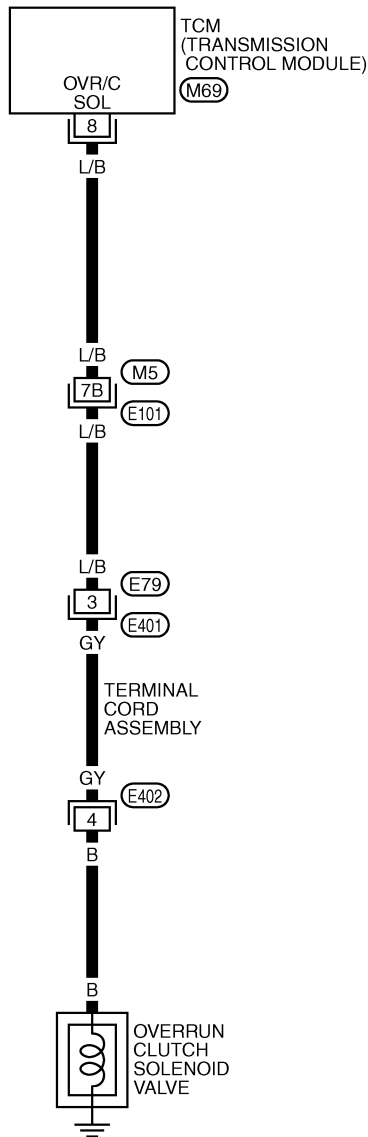 TCM
(TRANSMISSION
CONTROL MODULE)
M69
OVR/C
SOL
8
L/B
L/B
M5
7B
E101
L/B
L/B
E79
3
E401
GY
TERMINAL
CORD
ASSEMBLY
GY
E402
4
B
B
OVERRUN
CLUTCH
SOLENOID
VALVE